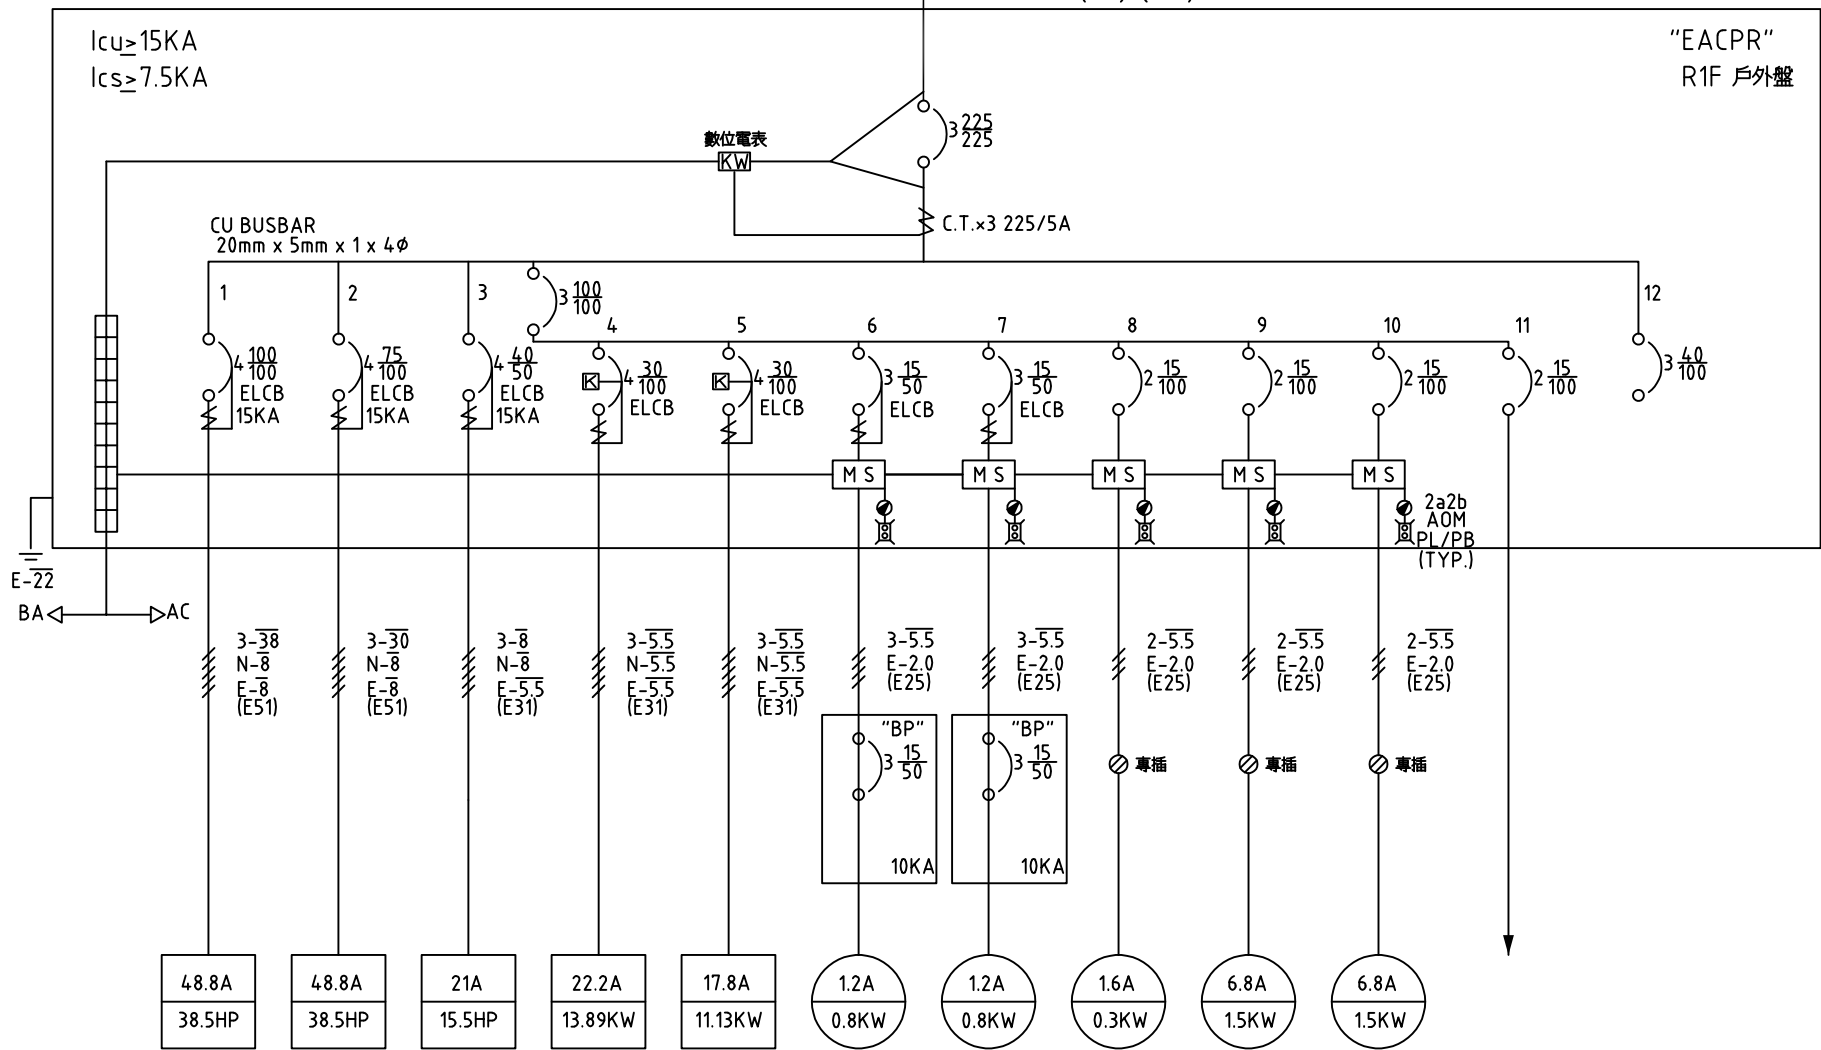 Icu≥15KA
Ics≥7.5KA
"EACPR"
R1F 戶外盤
3 225/225
數位電表
KW
C.T.×3 225/5A
CU BUSBAR
20mm x 5mm x 1 x 4ø
1
2
3
3 100/100
4
5
6
7
8
9
10
11
12
4 100/100
ELCB
15KA
4 75/100
ELCB
15KA
4 40/50
ELCB
15KA
K
4 30/100
ELCB
K
4 30/100
ELCB
3 15/50
ELCB
3 15/50
ELCB
2 15/100
2 15/100
2 15/100
2 15/100
3 40/100
M S
M S
M S
M S
M S
2a2b
AOM
PL/PB
(TYP.)
E-22
BA
AC
3-38
N-8
E-8
(E51)
3-30
N-8
E-8
(E51)
3-8
N-8
E-5.5
(E31)
3-5.5
N-5.5
E-5.5
(E31)
3-5.5
N-5.5
E-5.5
(E31)
3-5.5
E-2.0
(E25)
3-5.5
E-2.0
(E25)
2-5.5
E-2.0
(E25)
2-5.5
E-2.0
(E25)
2-5.5
E-2.0
(E25)
"BP"
3 15/50
10KA
"BP"
3 15/50
10KA
專插
專插
專插
48.8A
38.5HP
48.8A
38.5HP
21A
15.5HP
22.2A
13.89KW
17.8A
11.13KW
1.2A
0.8KW
1.2A
0.8KW
1.6A
0.3KW
6.8A
1.5KW
6.8A
1.5KW